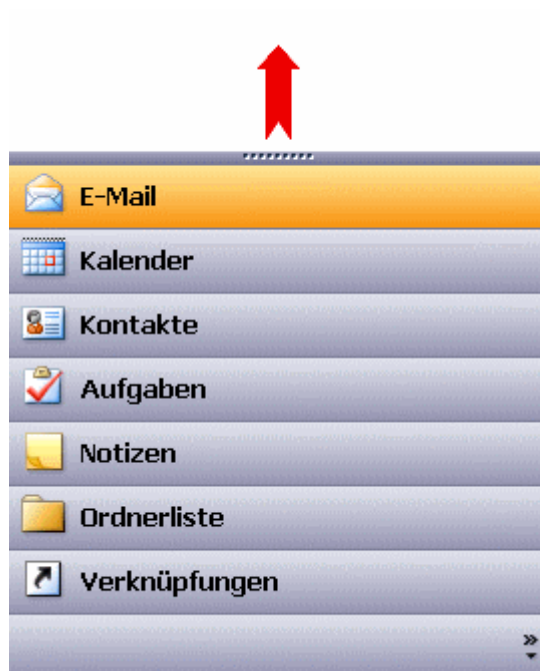 E-Mail
Kalender
Kontakte
Aufgaben
Notizen
Ordnerliste
Verknüpfungen